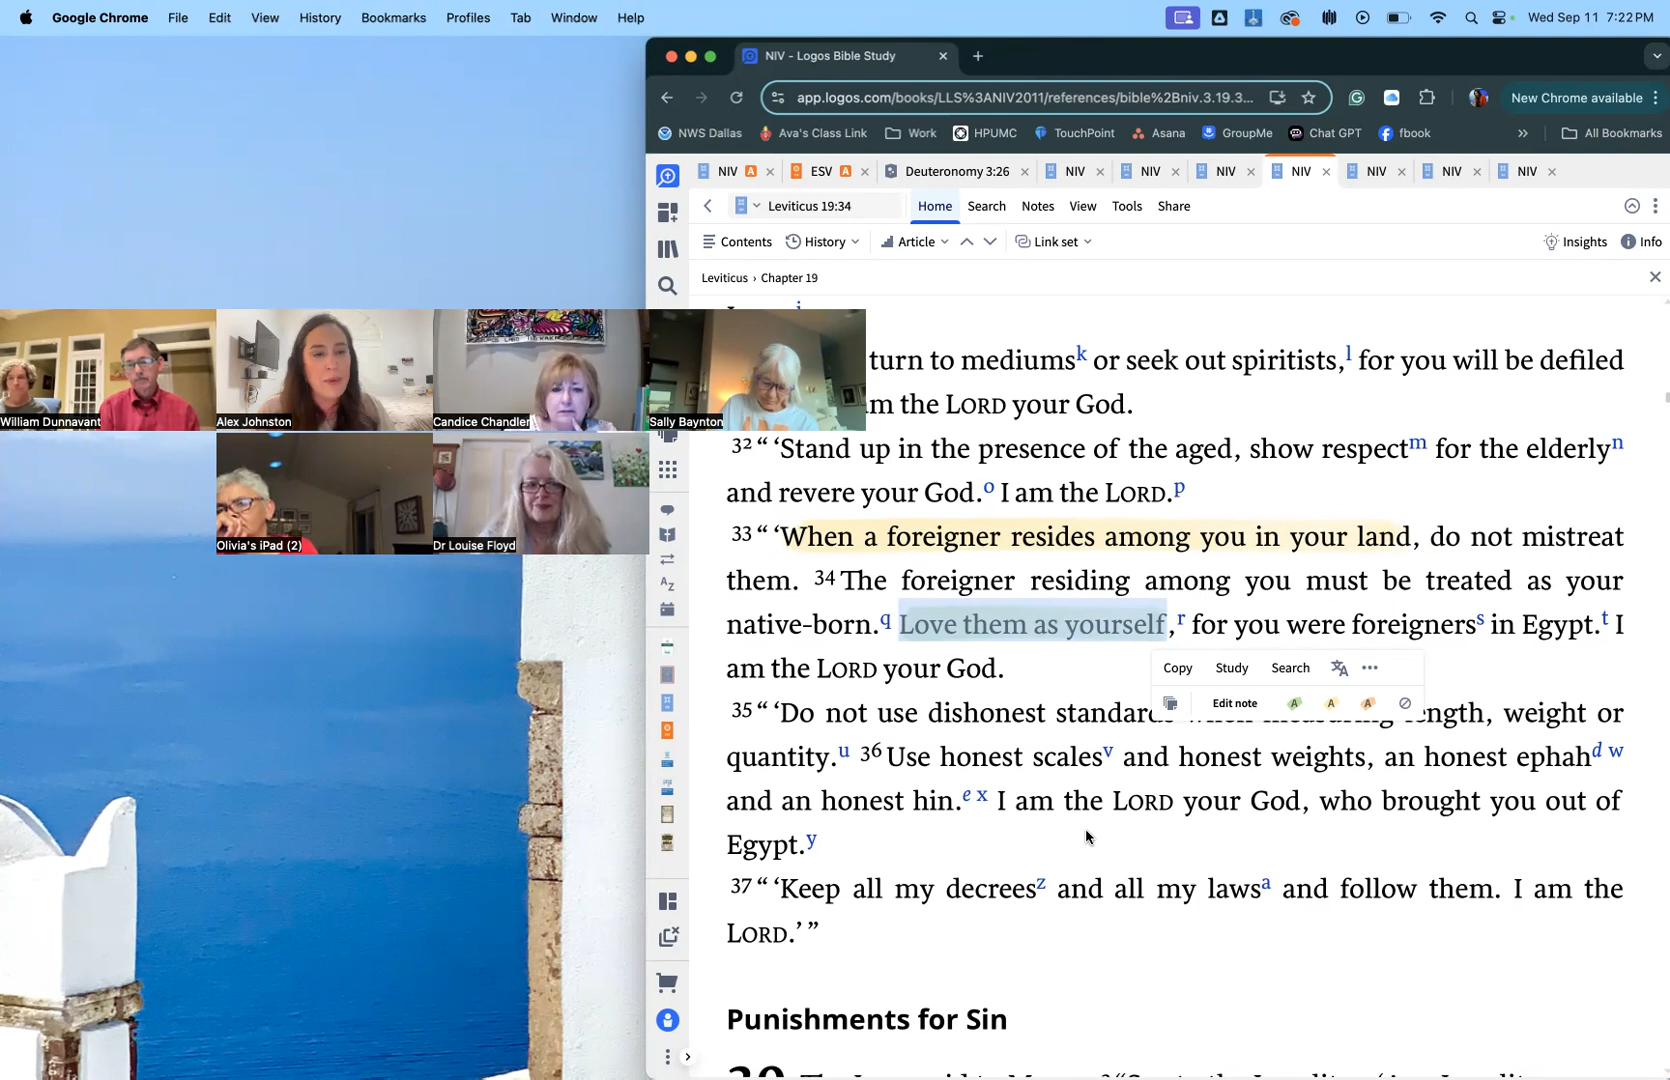 Google Chrome File Edit View History Bookmarks Profiles Tab Window Help Wed Sep 11 7:22 PM
NIV - Logos Bible Study
app.logos.com/books/LLS%3ANIV2011/references/bible%2Bniv.3.19.3... New Chrome available
NWS Dallas Ava's Class Link Work HPUMC TouchPoint Asana GroupMe Chat GPT fbook » All Bookmarks
NIV A ESV A Deuteronomy 3:26 NIV NIV NIV NIV NIV NIV NIV
Leviticus 19:34 Home Search Notes View Tools Share
Contents History Article Link set Insights Info
Leviticus › Chapter 19
turn to mediums k or seek out spiritists, l for you will be defiled
am the LORD your God.
32 “ ‘Stand up in the presence of the aged, show respect m for the elderly n
and revere your God. o I am the LORD. p
33 “ ‘When a foreigner resides among you in your land, do not mistreat
them. 34 The foreigner residing among you must be treated as your
native-born. q Love them as yourself, r for you were foreigners s in Egypt. t I
am the LORD your God.
Copy Study Search
Edit note A A A
35 “ ‘Do not use dishonest standards when measuring length, weight or
quantity. u 36 Use honest scales v and honest weights, an honest ephah d w
and an honest hin. e x I am the LORD your God, who brought you out of
Egypt. y
37 “ ‘Keep all my decrees z and all my laws a and follow them. I am the
LORD.’ ”
Punishments for Sin
William Dunnavant
Alex Johnston
Candice Chandler
Sally Baynton
Olivia's iPad (2)
Dr Louise Floyd